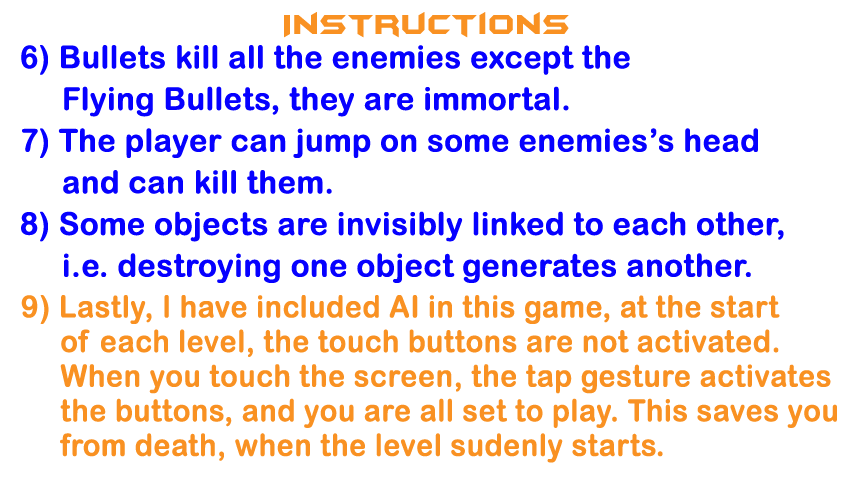 INSTRUCTIONS
6) Bullets kill all the enemies except the
Flying Bullets, they are immortal.
7) The player can jump on some enemies's head
and can kill them.
8) Some objects are invisibly linked to each other,
i.e. destroying one object generates another.
9) Lastly, I have included AI in this game, at the start
of each level, the touch buttons are not activated.
When you touch the screen, the tap gesture activates
the buttons, and you are all set to play. This saves you
from death, when the level sudenly starts.